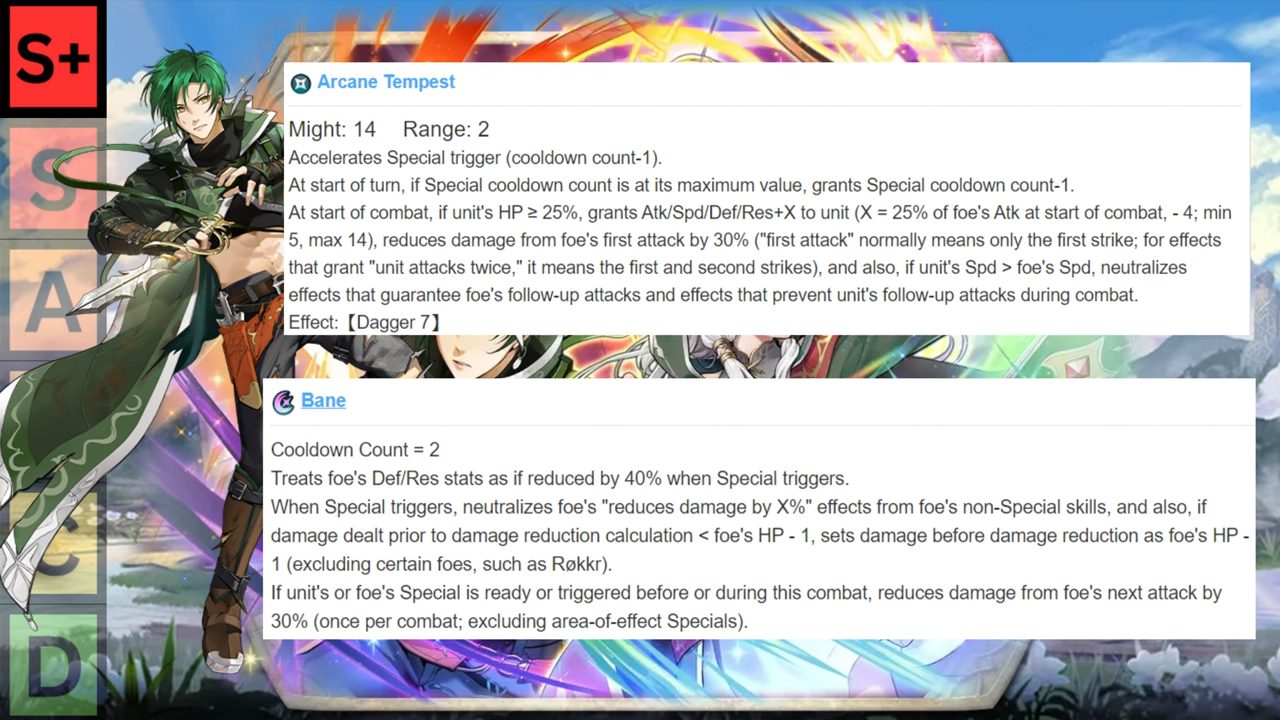 S+
S
A
C
D
Arcane Tempest
Might: 14 Range: 2
Accelerates Special trigger (cooldown count-1).
At start of turn, if Special cooldown count is at its maximum value, grants Special cooldown count-1.
At start of combat, if unit's HP ≥ 25%, grants Atk/Spd/Def/Res+X to unit (X = 25% of foe's Atk at start of combat, - 4; min
5, max 14), reduces damage from foe's first attack by 30% ("first attack" normally means only the first strike; for effects
that grant "unit attacks twice," it means the first and second strikes), and also, if unit's Spd > foe's Spd, neutralizes
effects that guarantee foe's follow-up attacks and effects that prevent unit's follow-up attacks during combat.
Effect:【Dagger 7】
Bane
Cooldown Count = 2
Treats foe's Def/Res stats as if reduced by 40% when Special triggers.
When Special triggers, neutralizes foe's "reduces damage by X%" effects from foe's non-Special skills, and also, if
damage dealt prior to damage reduction calculation < foe's HP - 1, sets damage before damage reduction as foe's HP -
1 (excluding certain foes, such as Røkkr).
If unit's or foe's Special is ready or triggered before or during this combat, reduces damage from foe's next attack by
30% (once per combat; excluding area-of-effect Specials).